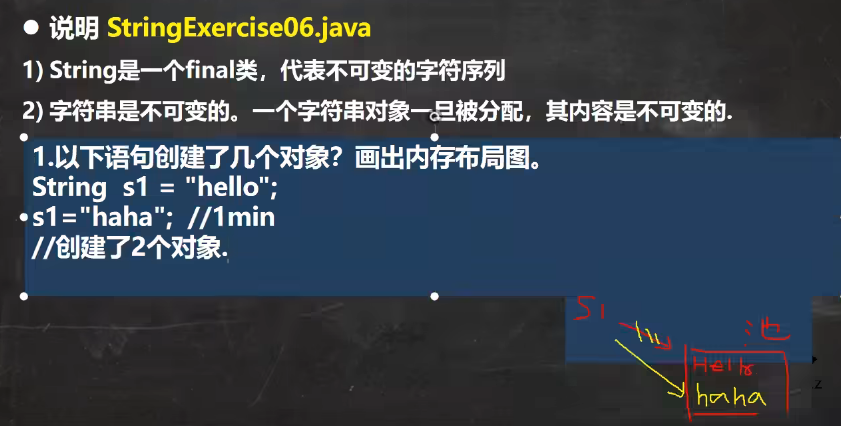 ● 说明 StringExercise06.java
1) String是一个final类，代表不可变的字符序列
2) 字符串是不可变的。一个字符串对象一旦被分配，其内容是不可变的.
1.以下语句创建了几个对象？画出内存布局图。
String s1 = "hello";
s1="haha"; //1min
//创建了2个对象.
S1
池
Hello
haha